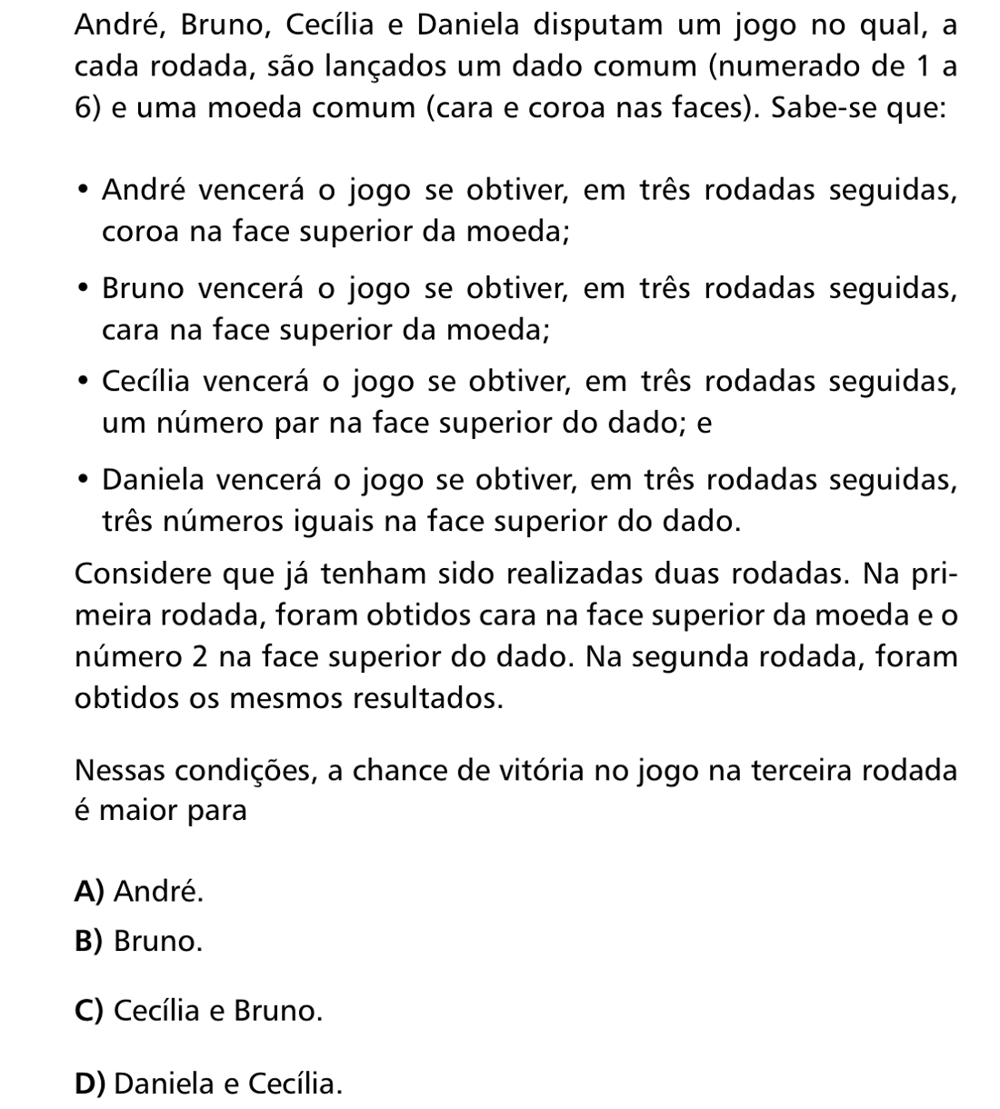 André, Bruno, Cecília e Daniela disputam um jogo no qual, a
cada rodada, são lançados um dado comum (numerado de 1 a
6) e uma moeda comum (cara e coroa nas faces). Sabe-se que:
• André vencerá o jogo se obtiver, em três rodadas seguidas,
coroa na face superior da moeda;
• Bruno vencerá o jogo se obtiver, em três rodadas seguidas,
cara na face superior da moeda;
• Cecília vencerá o jogo se obtiver, em três rodadas seguidas,
um número par na face superior do dado; e
• Daniela vencerá o jogo se obtiver, em três rodadas seguidas,
três números iguais na face superior do dado.
Considere que já tenham sido realizadas duas rodadas. Na pri-
meira rodada, foram obtidos cara na face superior da moeda e o
número 2 na face superior do dado. Na segunda rodada, foram
obtidos os mesmos resultados.
Nessas condições, a chance de vitória no jogo na terceira rodada
é maior para
A) André.
B) Bruno.
C) Cecília e Bruno.
D) Daniela e Cecília.